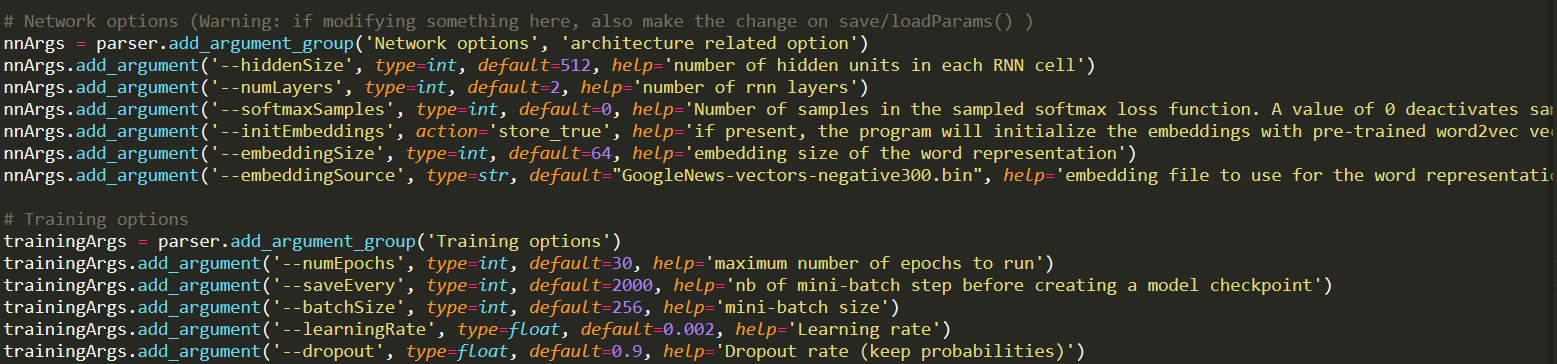 # Network options (Warning: if modifying something here, also make the change on save/loadParams() )
nnArgs = parser.add_argument_group('Network options', 'architecture related option')
nnArgs.add_argument('--hiddenSize', type=int, default=512, help='number of hidden units in each RNN cell')
nnArgs.add_argument('--numLayers', type=int, default=2, help='number of rnn layers')
nnArgs.add_argument('--softmaxSamples', type=int, default=0, help='Number of samples in the sampled softmax loss function. A value of 0 deactivates
nnArgs.add_argument('--initEmbeddings', action='store_true', help='if present, the program will initialize the embeddings with pre-trained word2vec
nnArgs.add_argument('--embeddingSize', type=int, default=64, help='embedding size of the word representation')
nnArgs.add_argument('--embeddingSource', type=str, default="GoogleNews-vectors-negative300.bin", help='embedding file to use for the word
# Training options
trainingArgs = parser.add_argument_group('Training options')
trainingArgs.add_argument('--numEpochs', type=int, default=30, help='maximum number of epochs to run')
trainingArgs.add_argument('--saveEvery', type=int, default=2000, help='nb of mini-batch step before creating a model checkpoint')
trainingArgs.add_argument('--batchSize', type=int, default=256, help='mini-batch size')
trainingArgs.add_argument('--learningRate', type=float, default=0.002, help='Learning rate')
trainingArgs.add_argument('--dropout', type=float, default=0.9, help='Dropout rate (keep probabilities)')